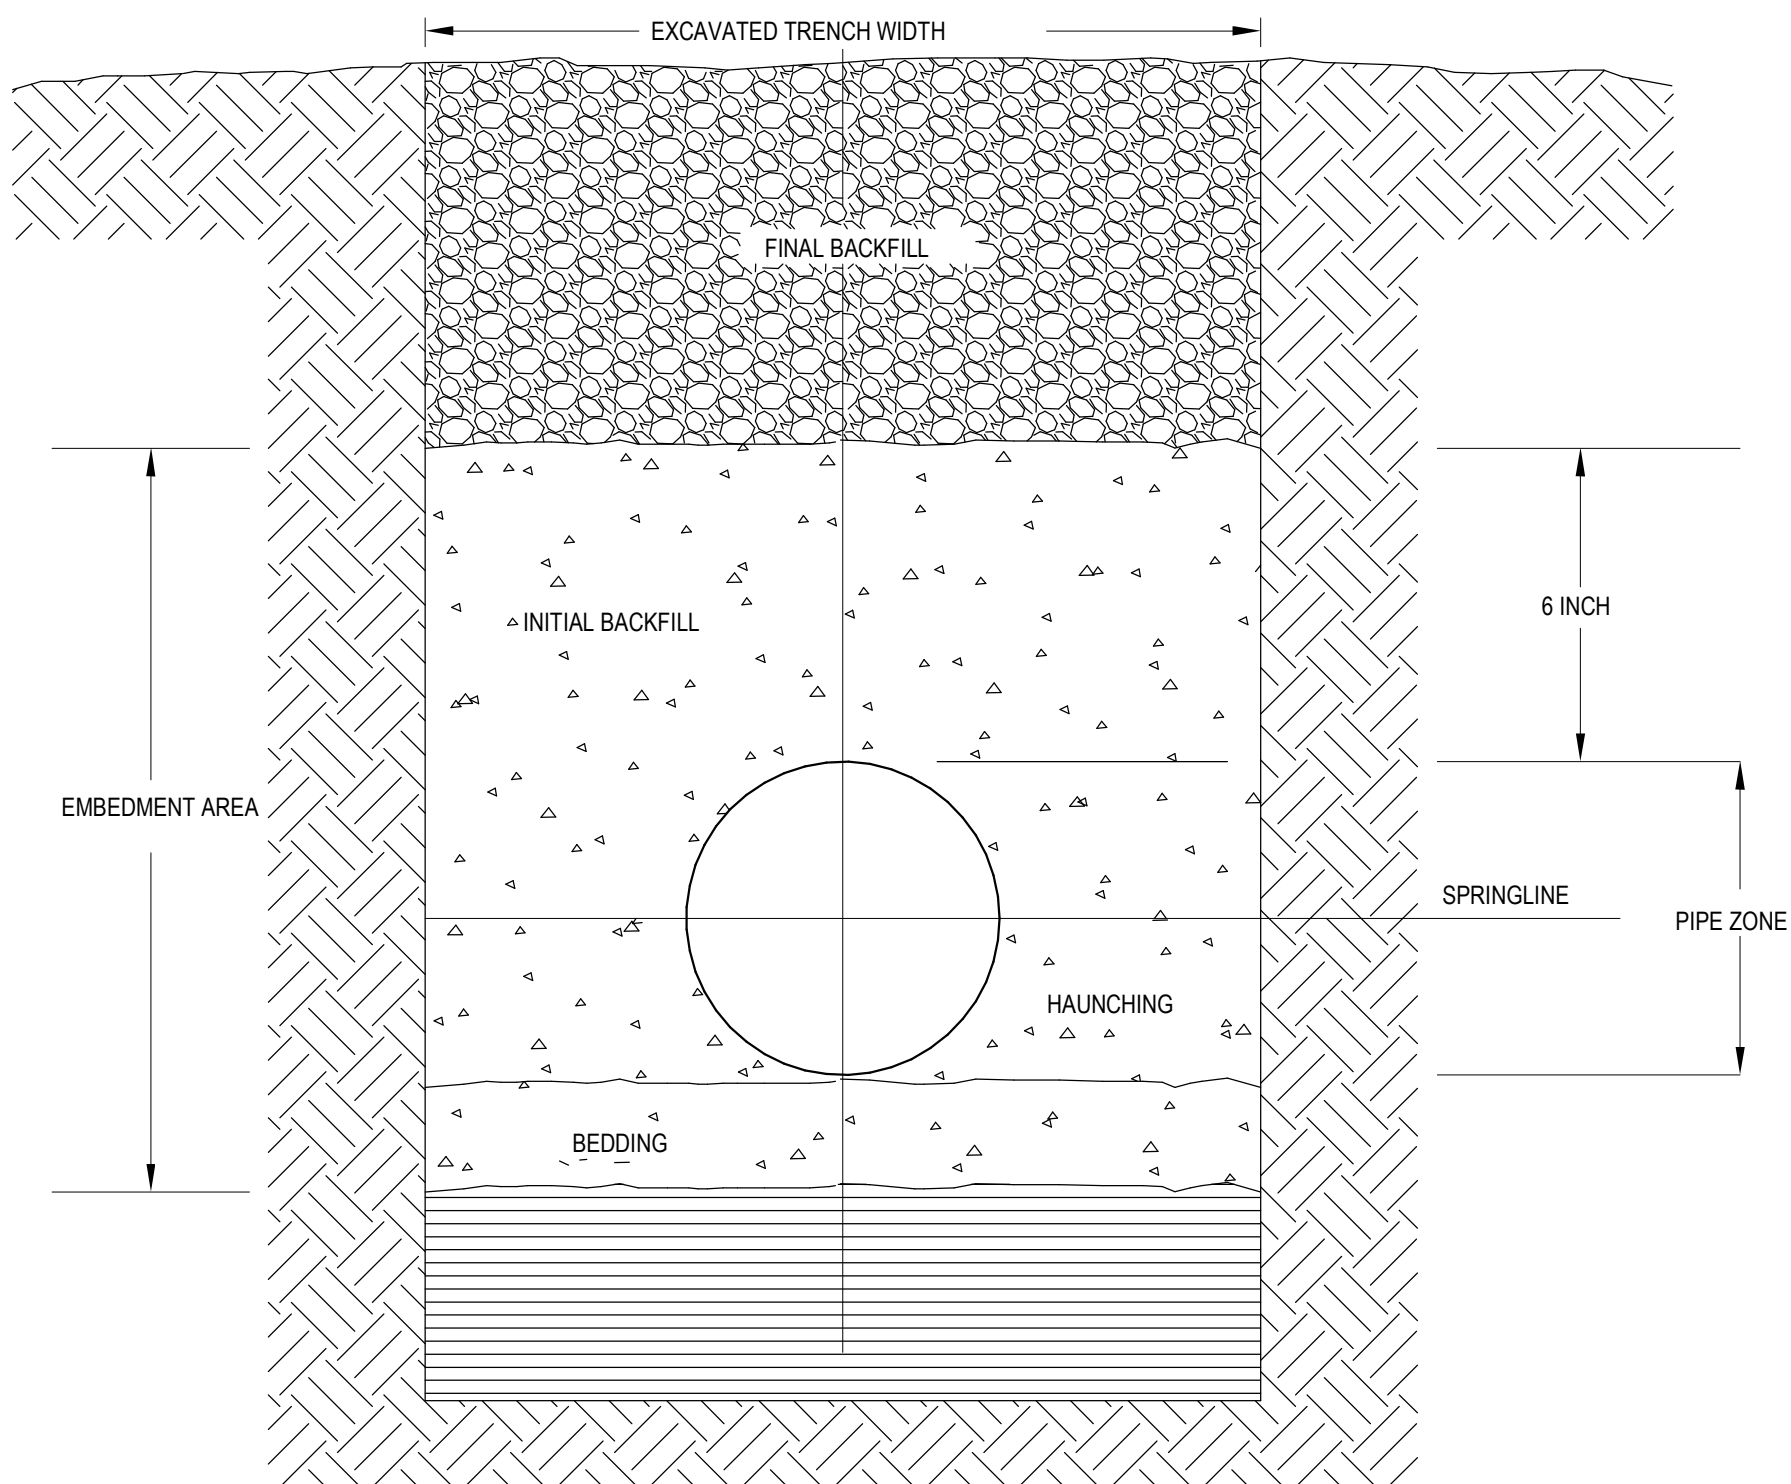 EXCAVATED TRENCH WIDTH
FINAL BACKFILL
6 INCH
INITIAL BACKFILL
EMBEDMENT AREA
SPRINGLINE
PIPE ZONE
HAUNCHING
BEDDING